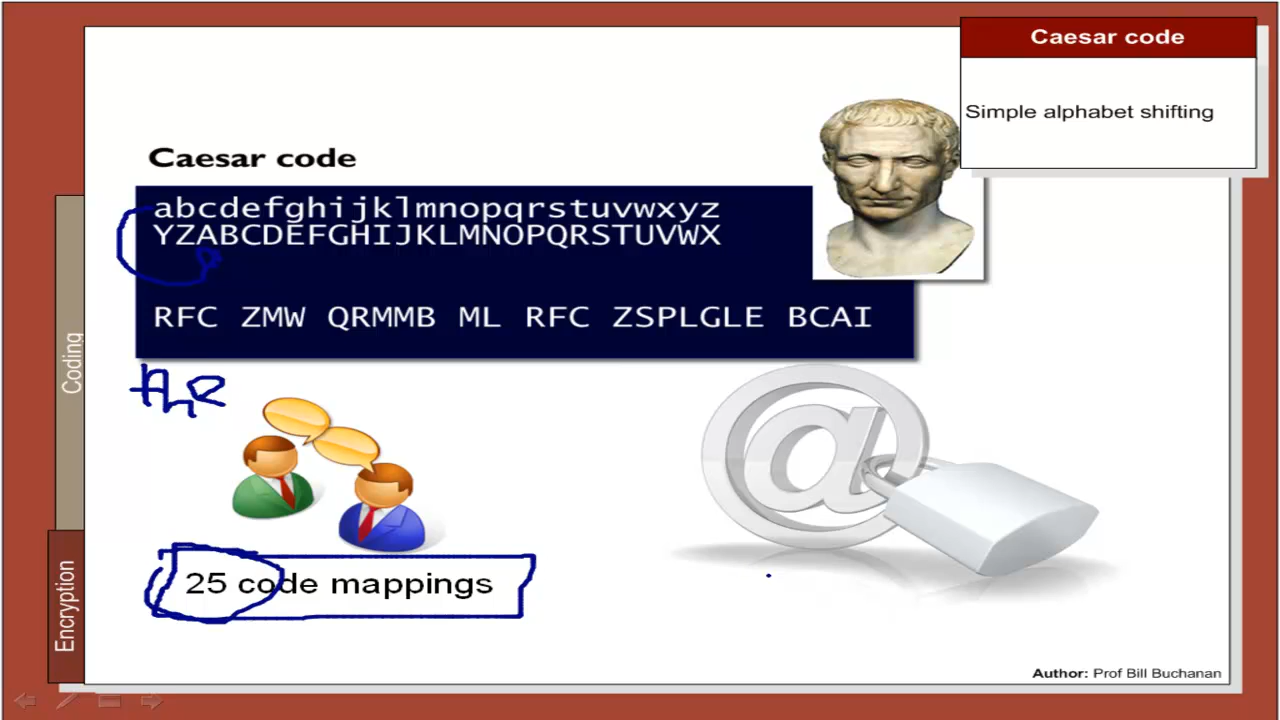 Caesar code
Simple alphabet shifting
Caesar code
abcdefghijklmnopqrstuvwxyz
YZABCDEFGHIJKLMNOPQRSTUVWX
RFC ZMW QRMMB ML RFC ZSPLGLE BCAI
25 code mappings
Coding
Encryption
Author: Prof Bill Buchanan